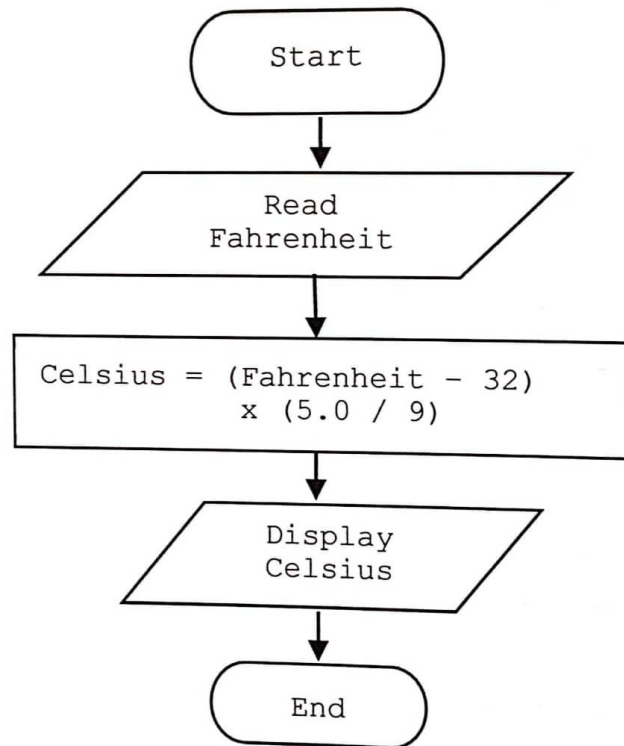 Start
Read
Fahrenheit
Celsius = (Fahrenheit – 32)
x (5.0 / 9)
Display
Celsius
End